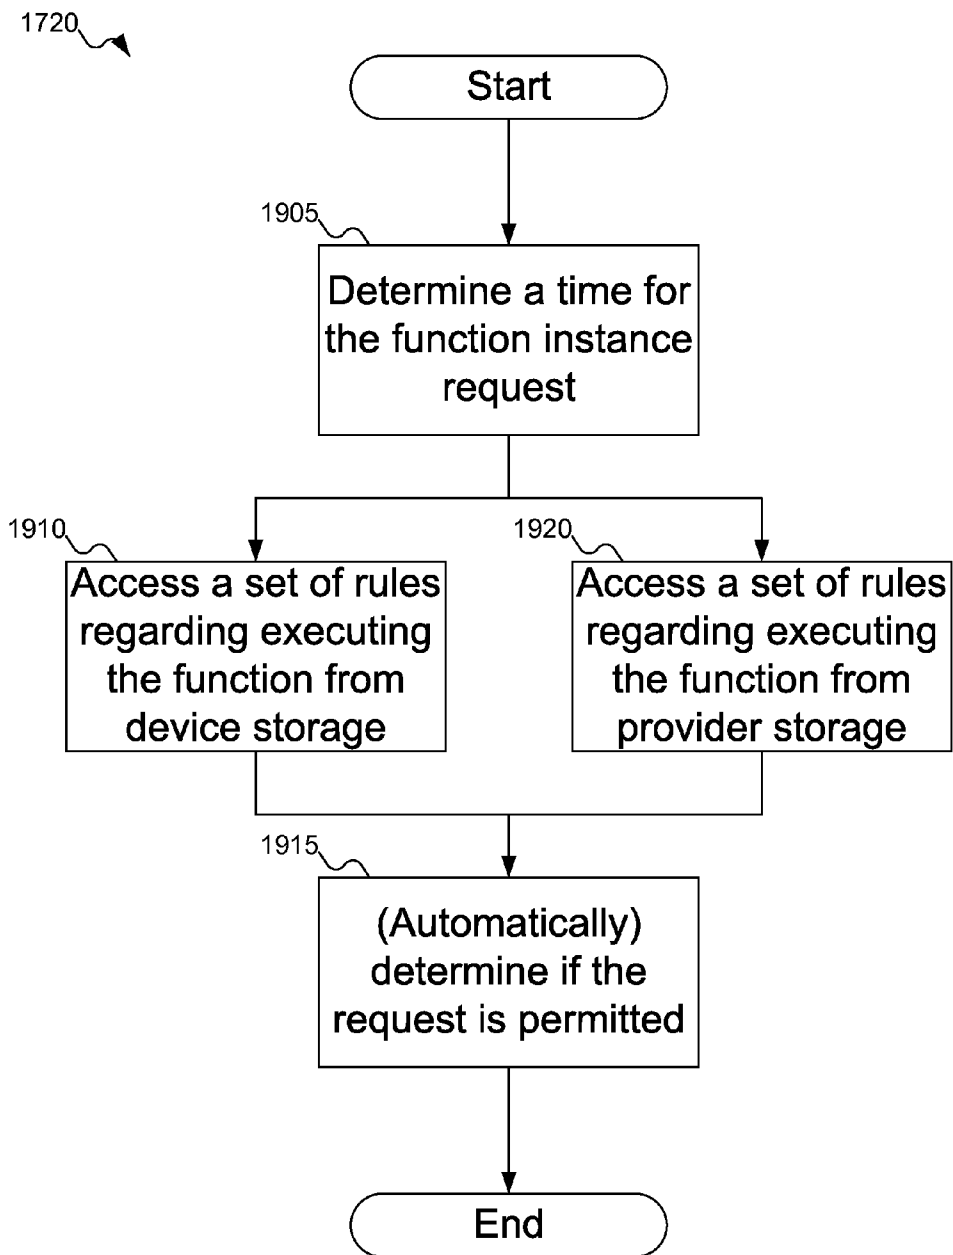 1720
Start
1905
Determine a time for
the function instance
request
1910
Access a set of rules
regarding executing
the function from
device storage
1920
Access a set of rules
regarding executing
the function from
provider storage
1915
(Automatically)
determine if the
request is permitted
End